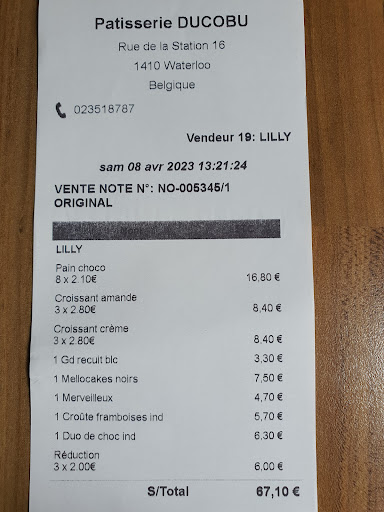 Patisserie DUCOBU
Rue de la Station 16
1410 Waterloo
Belgique
023518787
Vendeur 19: LILLY
sam 08 avr 2023 13:21:24
VENTE NOTE N°: NO-005345/1
ORIGINAL
LILLY
Pain choco
8 x 2.10€ 16,80 €
Croissant amande
3 x 2.80€ 8,40 €
Croissant crème
3 x 2.80€ 8,40 €
1 Gd recuit blc 3,30 €
1 Mellocakes noirs 7,50 €
1 Merveilleux 4,70 €
1 Croûte framboises ind 5,70 €
1 Duo de choc ind 6,30 €
Réduction
3 x 2.00€ 6,00 €
S/Total 67,10 €